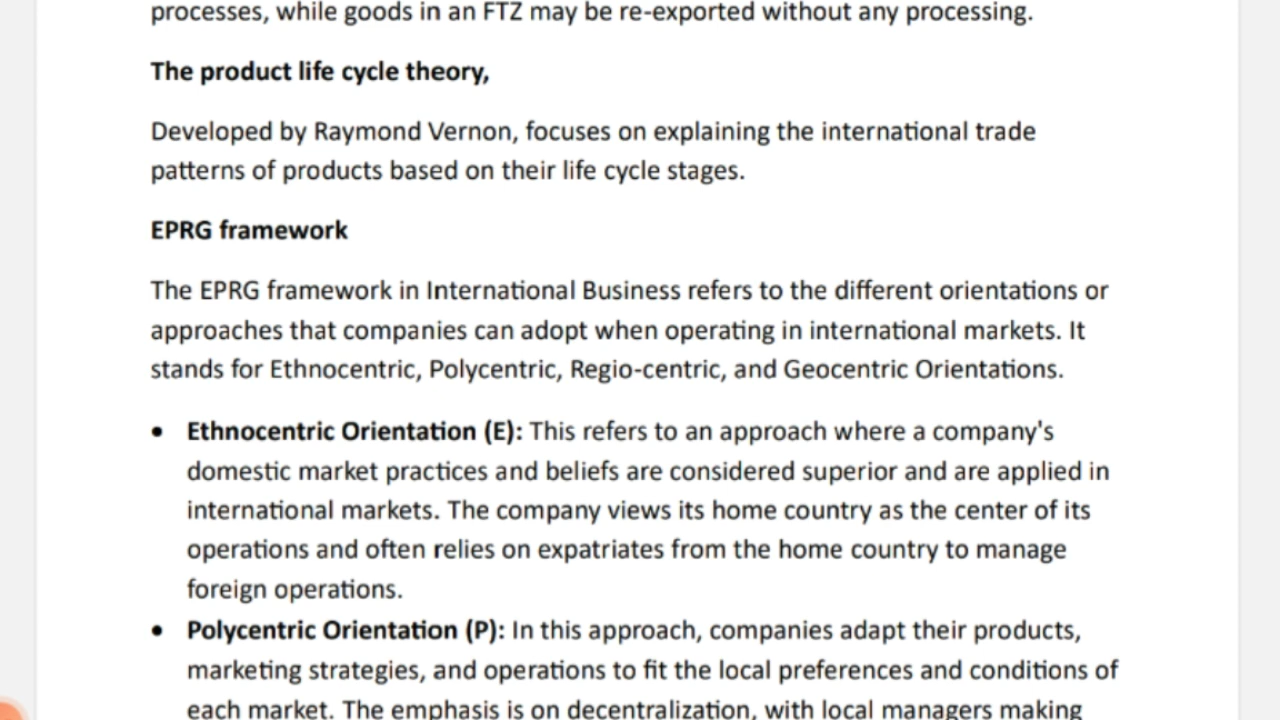 processes, while goods in an FTZ may be re-exported without any processing.
The product life cycle theory,
Developed by Raymond Vernon, focuses on explaining the international trade
patterns of products based on their life cycle stages.
EPRG framework
The EPRG framework in International Business refers to the different orientations or
approaches that companies can adopt when operating in international markets. It
stands for Ethnocentric, Polycentric, Regio-centric, and Geocentric Orientations.
• Ethnocentric Orientation (E): This refers to an approach where a company's
domestic market practices and beliefs are considered superior and are applied in
international markets. The company views its home country as the center of its
operations and often relies on expatriates from the home country to manage
foreign operations.
• Polycentric Orientation (P): In this approach, companies adapt their products,
marketing strategies, and operations to fit the local preferences and conditions of
each market. The emphasis is on decentralization, with local managers making